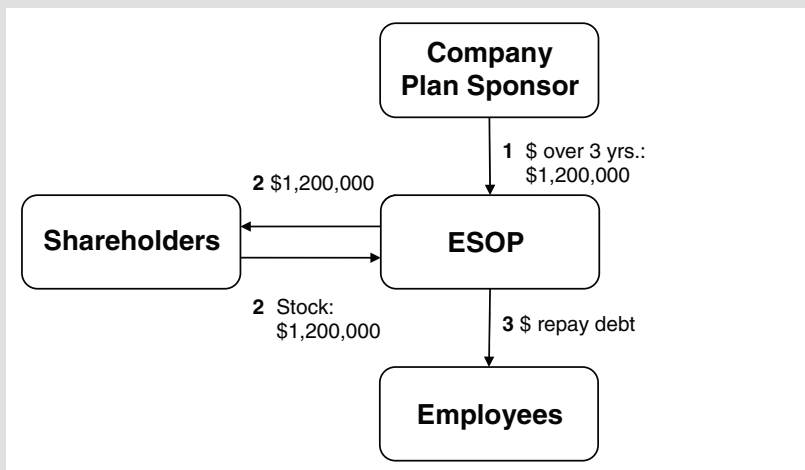 Company
Plan Sponsor
1 $ over 3 yrs.:
$1,200,000
2 $1,200,000
Shareholders
ESOP
2 Stock:
$1,200,000
3 $ repay debt
Employees